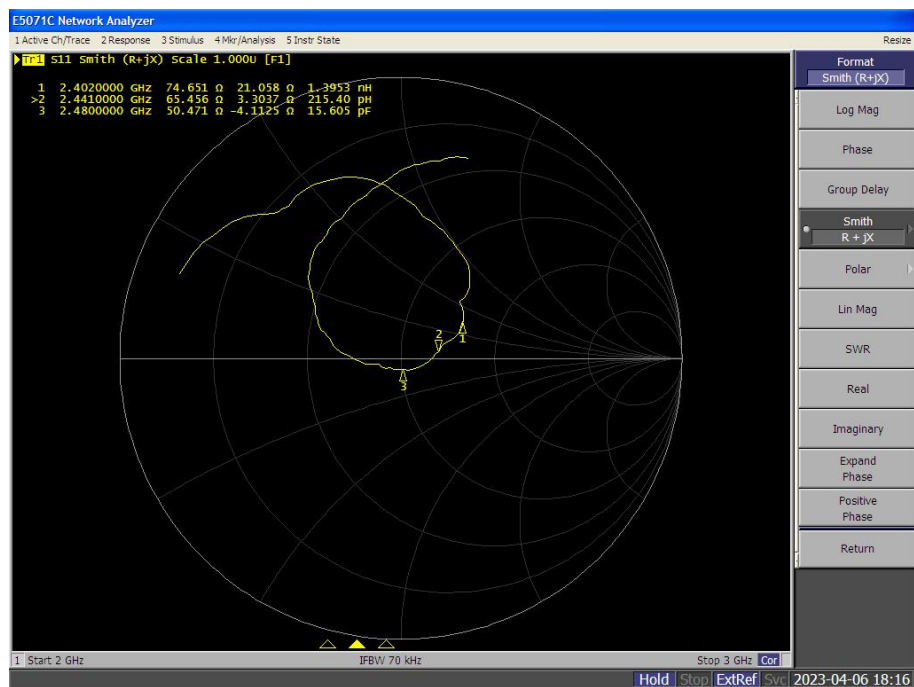 E5071C Network Analyzer
1 Active Ch/Trace 2 Response 3 Stimulus 4 Mkr/Analysis 5 Instr State Resize
Tr1 S11 Smith (R+jX) Scale 1.000U [F1]
1 2.4020000 GHz 74.651 Ω 21.058 Ω 1.3953 nH
>2 2.4410000 GHz 65.456 Ω 3.3037 Ω 215.40 pH
3 2.4800000 GHz 50.471 Ω -4.1125 Ω 15.605 pF
2
1
3
Format
Smith (R+jX)
Log Mag
Phase
Group Delay
Smith
R + jX
Polar
Lin Mag
SWR
Real
Imaginary
Expand
Phase
Positive
Phase
Return
1 Start 2 GHz IFBW 70 kHz Stop 3 GHz Cor
Hold Stop ExtRef Svc 2023-04-06 18:16